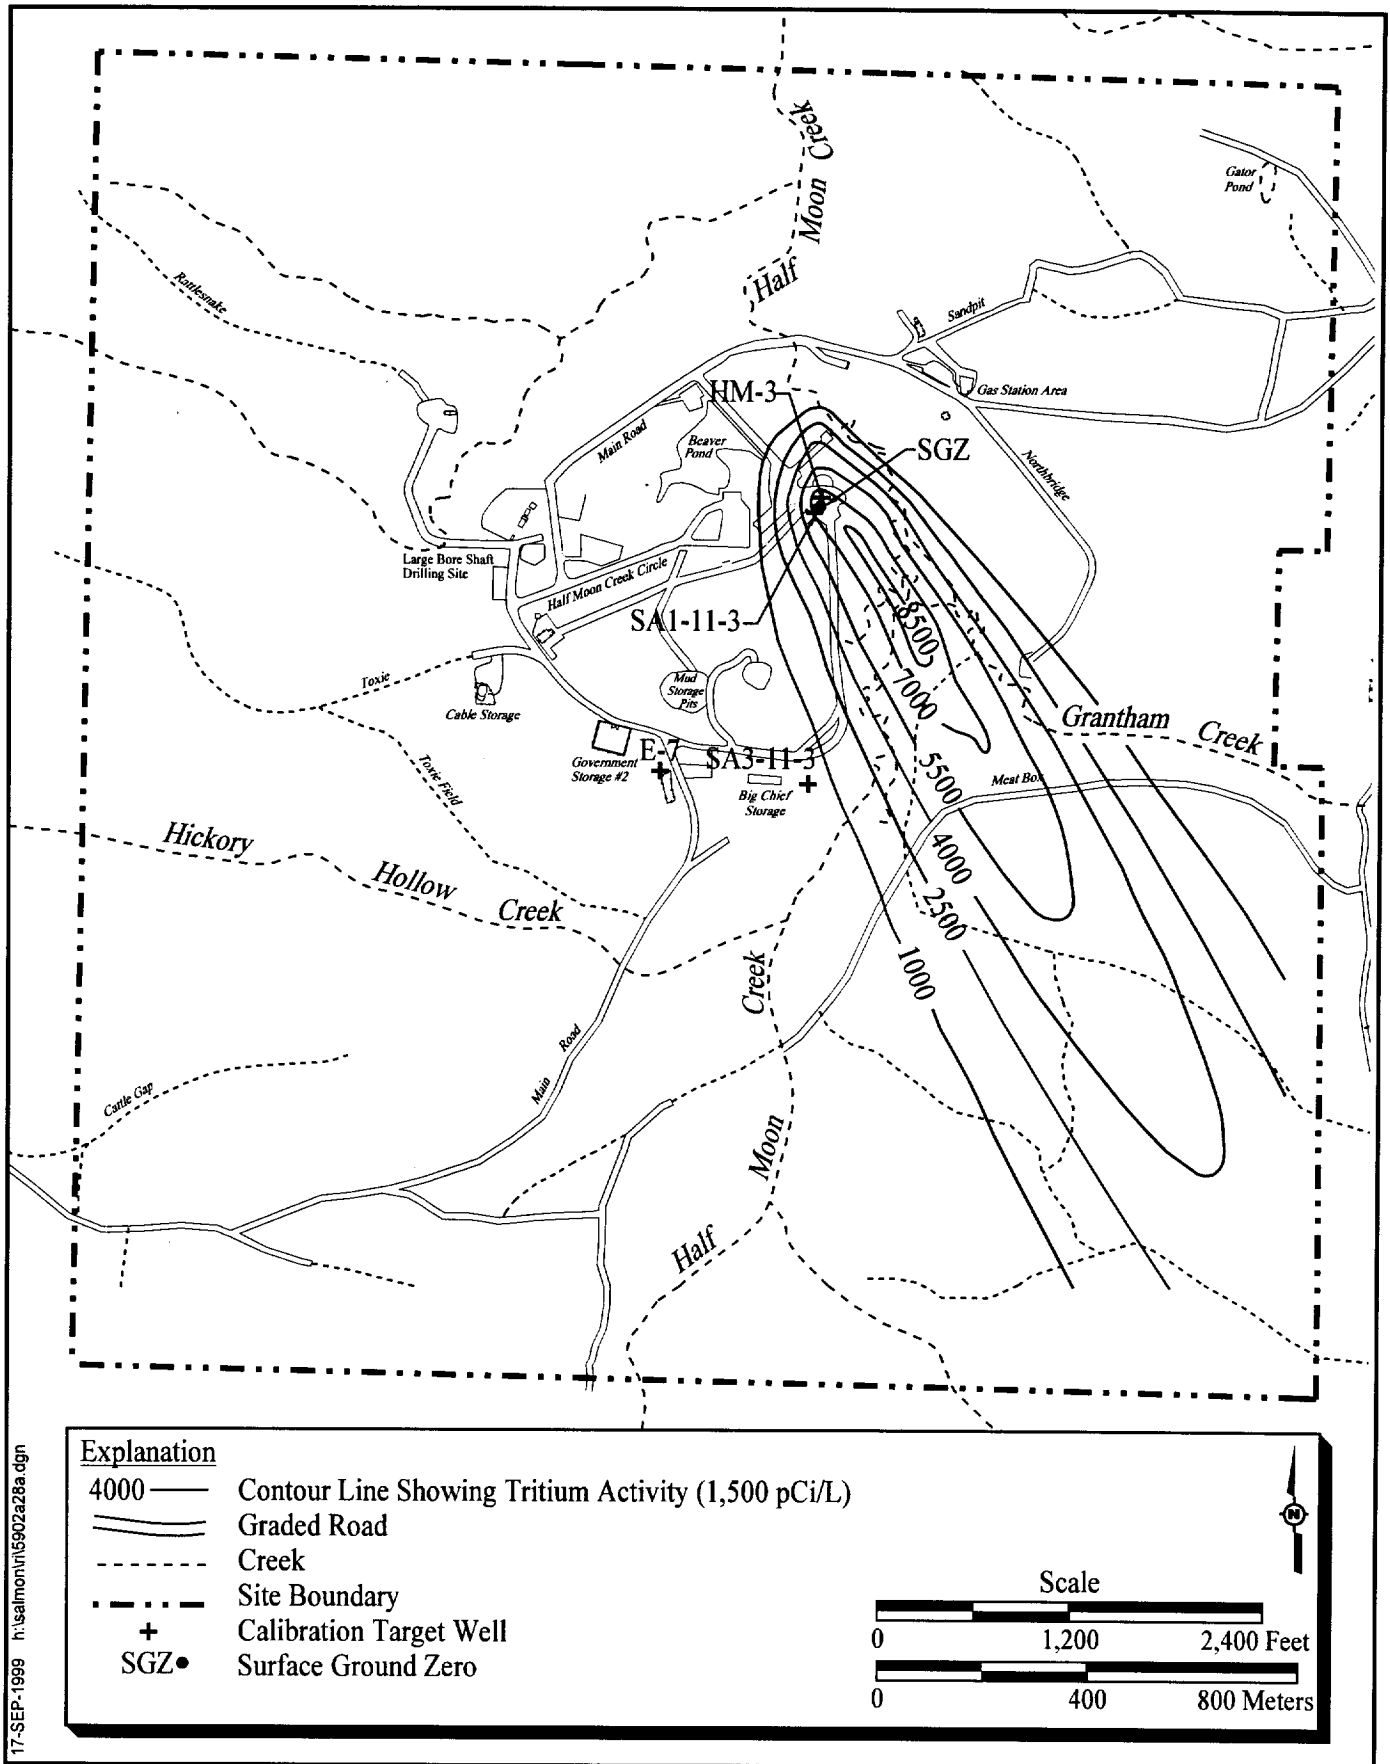 Half
Moon
Creek
Gator
Pond
Rattlesnake
Sandpit
Gas Station Area
HM-3
SGZ
Main Road
Beaver
Pond
Northbridge
Large Bore Shaft
Drilling Site
Half Moon Creek Circle
SA1-11-3
8500
7000
5500
4000
2500
1000
Toxie
Cable Storage
Mud
Storage
Pits
Grantham
Creek
Government
Storage #2
E-7
SA3-11-3
Big Chief
Storage
Meat Box
Toxie Field
Hickory
Hollow
Creek
Creek
Moon
Half
Main
Road
Cattle Gap
Explanation
4000 Contour Line Showing Tritium Activity (1,500 pCi/L)
Graded Road
Creek
Site Boundary
Calibration Target Well
SGZ Surface Ground Zero
N
Scale
0 1,200 2,400 Feet
0 400 800 Meters
17-SEP-1999 h:\salmon\ri\5902a28a.dgn